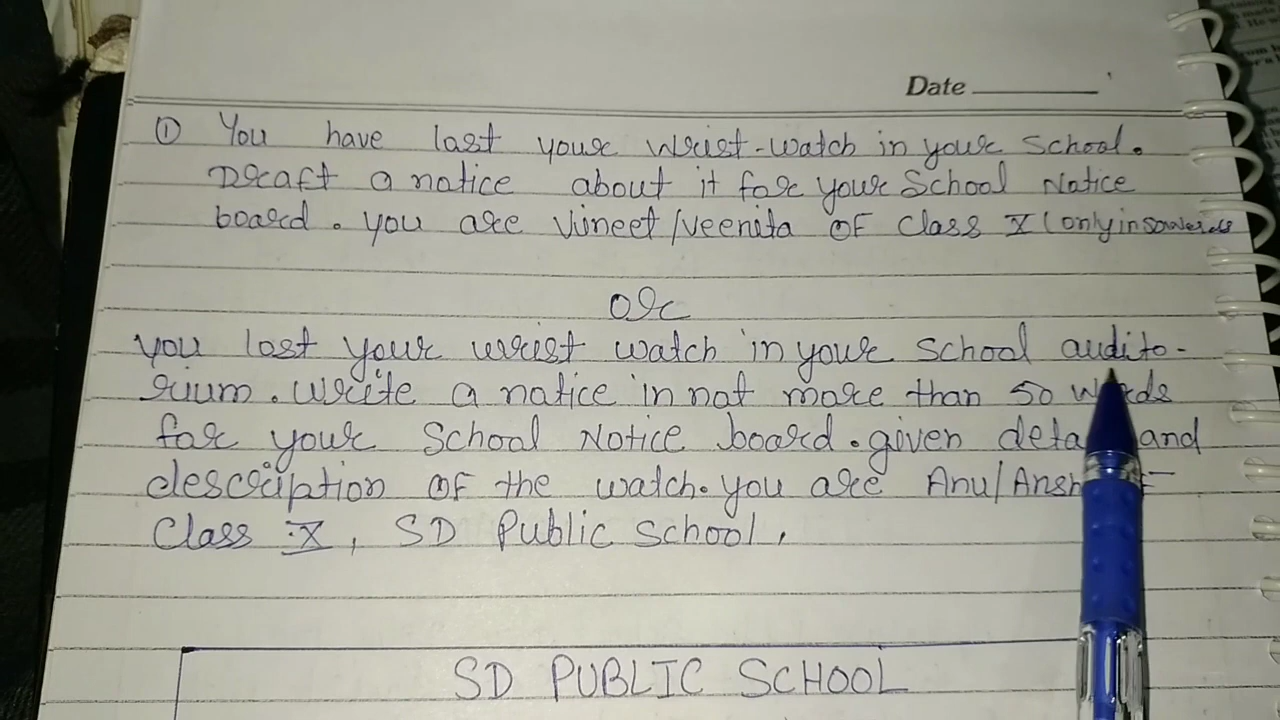 Date
① You have last your wrist-watch in your School.
Draft a notice about it for your School Notice
board. you are Vineet/Veenita OF Class X (only in 50 words
OR
you last your wrist watch in your School audito-
rium. write a notice in not more than 50 words
for your School Notice board. given and
description OF the watch. you are Anu/
Class X, SD Public School,
SD PUBLIC SCHOOL